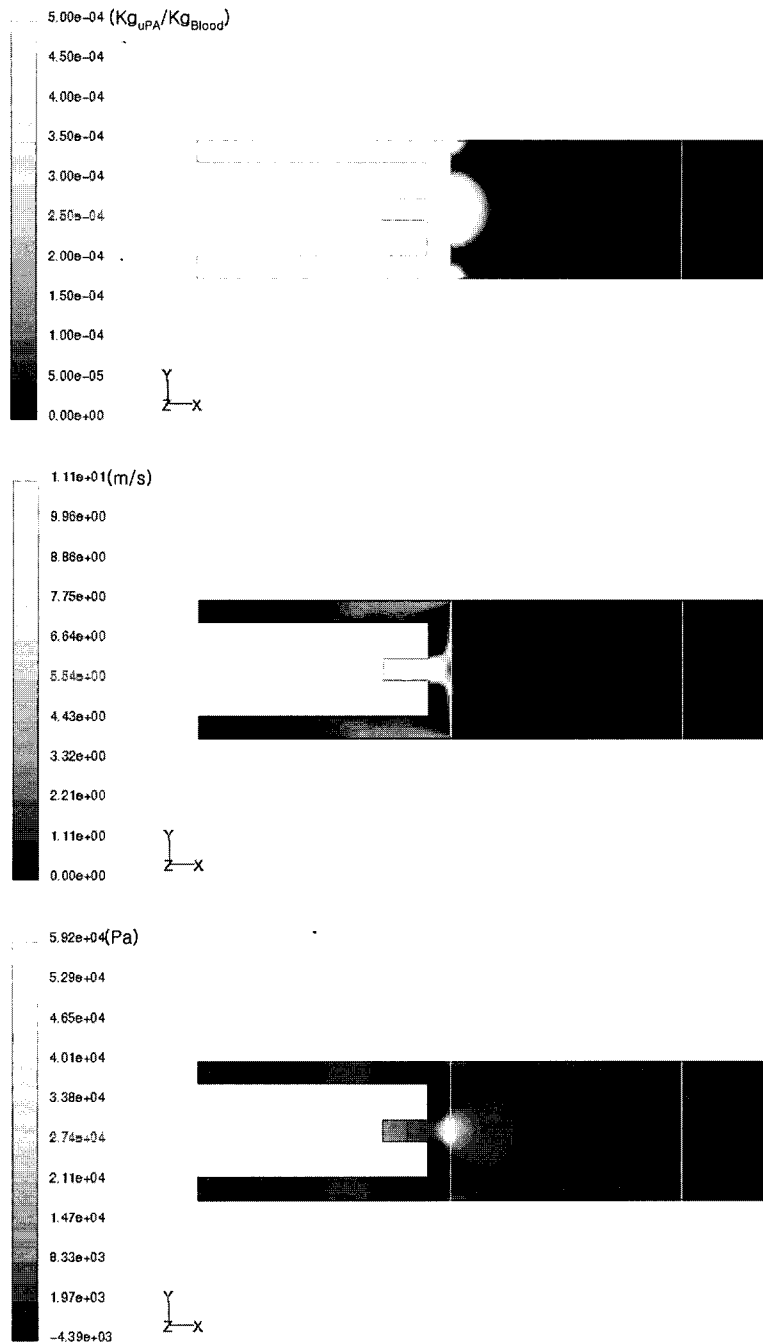 5.00e-04 (Kg_uPA/Kg_Blood)
4.50e-04
4.00e-04
3.50e-04
3.00e-04
2.50e-04
2.00e-04
1.50e-04
1.00e-04
5.00e-05
0.00e+00
Y
Z X
1.11e+01(m/s)
9.96e+00
8.86e+00
7.75e+00
6.64e+00
5.54e+00
4.43e+00
3.32e+00
2.21e+00
1.11e+00
0.00e+00
Y
Z X
5.92e+04(Pa)
5.29e+04
4.65e+04
4.01e+04
3.38e+04
2.74e+04
2.11e+04
1.47e+04
8.33e+03
1.97e+03
-4.39e+03
Y
Z X